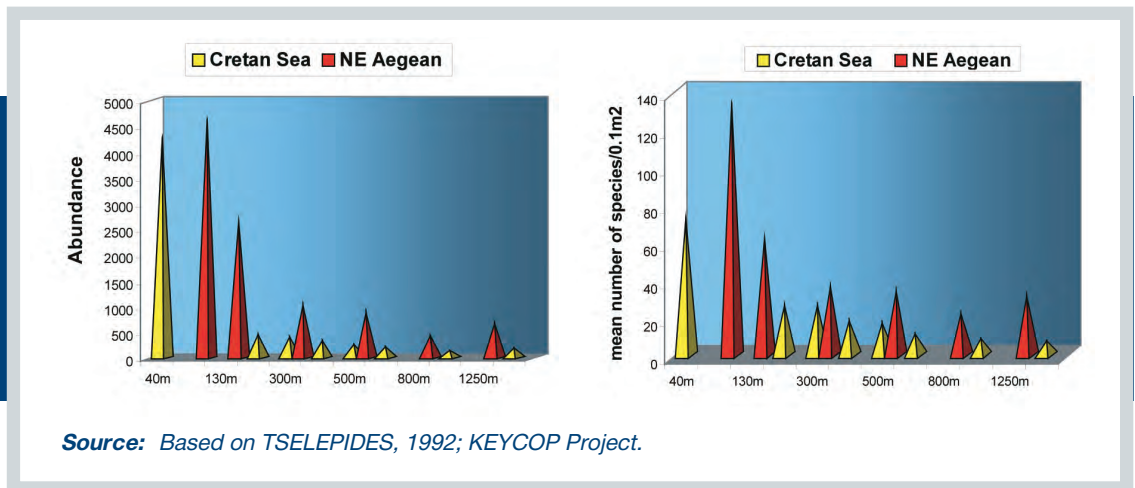 Cretan Sea NE Aegean
Abundance
5000
4500
4000
3500
3000
2500
2000
1500
1000
500
0
40m 130m 300m 500m 800m 1250m
Cretan Sea NE Aegean
mean number of species/0.1m2
140
120
100
80
60
40
20
0
40m 130m 300m 500m 800m 1250m
Source: Based on TSELEPIDES, 1992; KEYCOP Project.